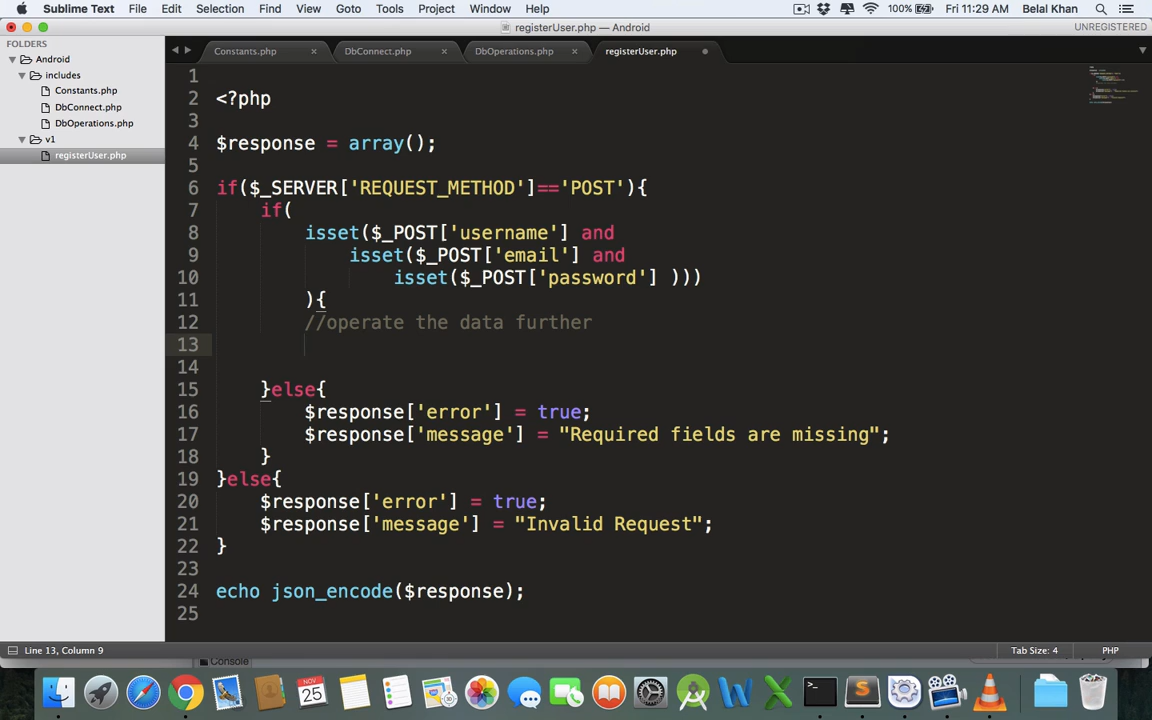 Sublime Text File Edit Selection Find View Goto Tools Project Window Help 100% Fri 11:29 AM Belal Khan
registerUser.php — Android UNREGISTERED
FOLDERS
Android
includes
Constants.php
DbConnect.php
DbOperations.php
v1
registerUser.php
Constants.php × DbConnect.php × DbOperations.php × registerUser.php
1
2 <?php
3
4 $response = array();
5
6 if($_SERVER['REQUEST_METHOD']=='POST'){
7 if(
8 isset($_POST['username'] and
9 isset($_POST['email'] and
10 isset($_POST['password'] )))
11 ){
12 //operate the data further
13
14
15 }else{
16 $response['error'] = true;
17 $response['message'] = "Required fields are missing";
18 }
19 }else{
20 $response['error'] = true;
21 $response['message'] = "Invalid Request";
22 }
23
24 echo json_encode($response);
25
Line 13, Column 9 Tab Size: 4 PHP
Console
NOV
25